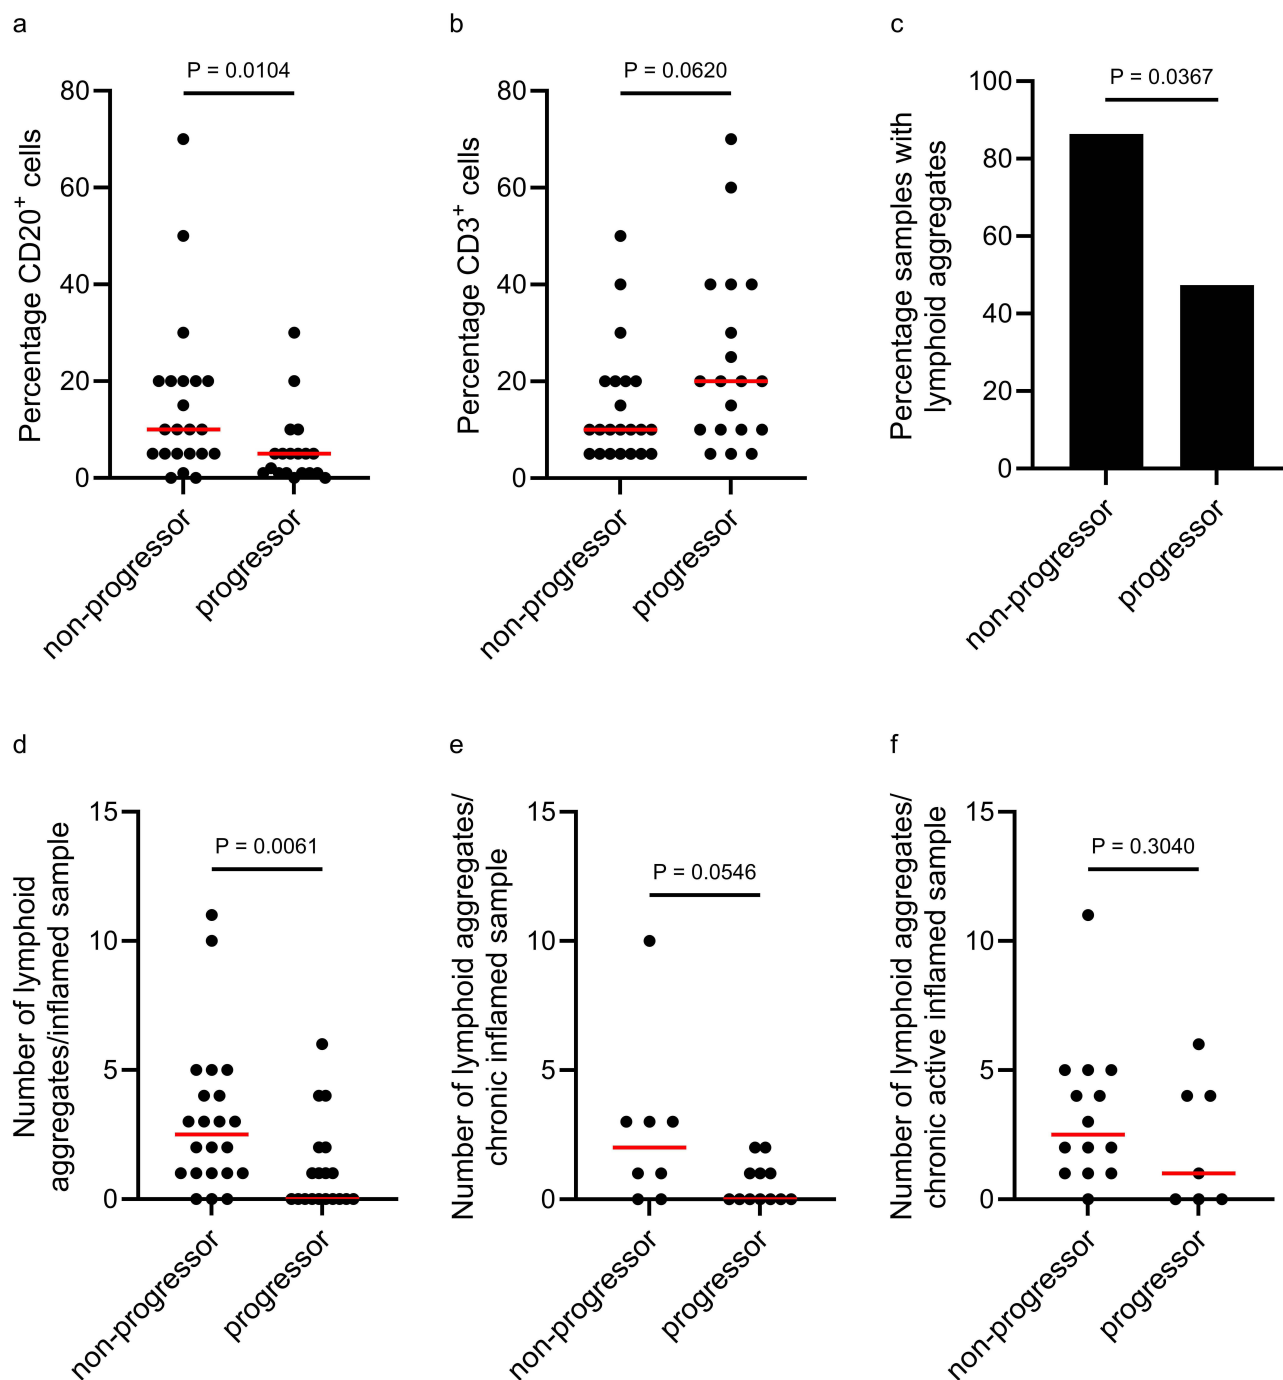 a
P = 0.0104
Percentage CD20⁺ cells
80
60
40
20
0
non-progressor
progressor
b
P = 0.0620
Percentage CD3⁺ cells
80
60
40
20
0
non-progressor
progressor
c
P = 0.0367
Percentage samples with
lymphoid aggregates
100
80
60
40
20
0
non-progressor
progressor
d
P = 0.0061
Number of lymphoid
aggregates/inflamed sample
15
10
5
0
non-progressor
progressor
e
P = 0.0546
Number of lymphoid aggregates/
chronic inflamed sample
15
10
5
0
non-progressor
progressor
f
P = 0.3040
Number of lymphoid aggregates/
chronic active inflamed sample
15
10
5
0
non-progressor
progressor